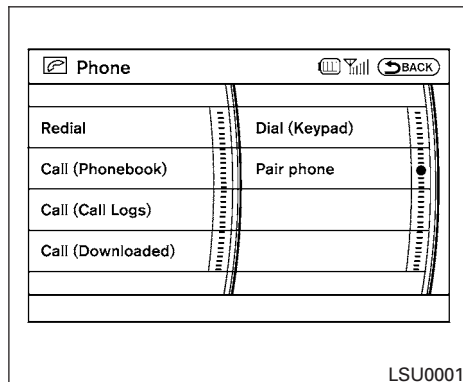 Phone BACK
Redial
Call (Phonebook)
Call (Call Logs)
Call (Downloaded)
Dial (Keypad)
Pair phone
LSU0001